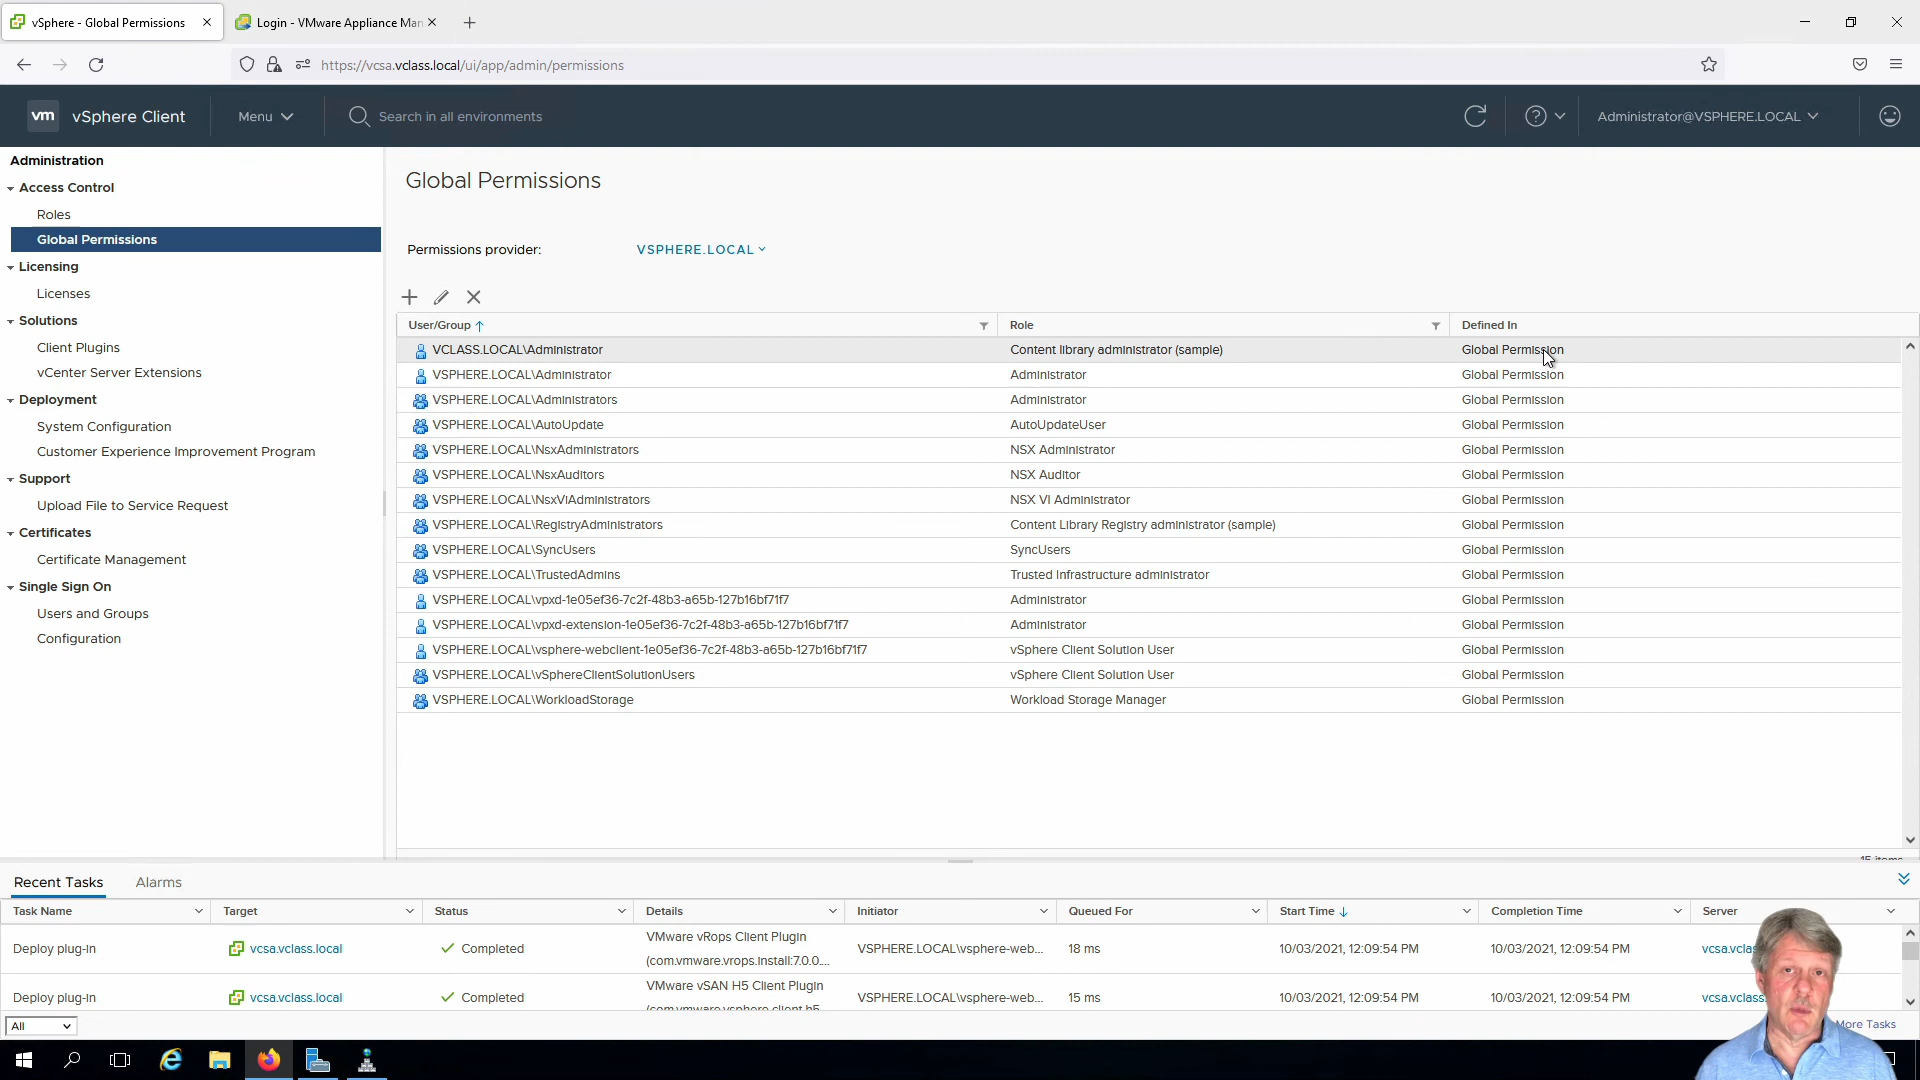 vSphere - Global Permissions
Login - VMware Appliance Man
https://vcsa.vclass.local/ui/app/admin/permissions
vm vSphere Client
Menu
Search in all environments
Administrator@VSPHERE.LOCAL
Administration
Access Control
Roles
Global Permissions
Licensing
Licenses
Solutions
Client Plugins
vCenter Server Extensions
Deployment
System Configuration
Customer Experience Improvement Program
Support
Upload File to Service Request
Certificates
Certificate Management
Single Sign On
Users and Groups
Configuration
Global Permissions
Permissions provider: VSPHERE.LOCAL
User/Group Role Defined In
VCLASS.LOCAL\Administrator Content library administrator (sample) Global Permission
VSPHERE.LOCAL\Administrator Administrator Global Permission
VSPHERE.LOCAL\Administrators Administrator Global Permission
VSPHERE.LOCAL\AutoUpdate AutoUpdateUser Global Permission
VSPHERE.LOCAL\NsxAdministrators NSX Administrator Global Permission
VSPHERE.LOCAL\NsxAuditors NSX Auditor Global Permission
VSPHERE.LOCAL\NsxViAdministrators NSX VI Administrator Global Permission
VSPHERE.LOCAL\RegistryAdministrators Content Library Registry administrator (sample) Global Permission
VSPHERE.LOCAL\SyncUsers SyncUsers Global Permission
VSPHERE.LOCAL\TrustedAdmins Trusted Infrastructure administrator Global Permission
VSPHERE.LOCAL\vpxd-1e05ef36-7c2f-48b3-a65b-127b16bf71f7 Administrator Global Permission
VSPHERE.LOCAL\vpxd-extension-1e05ef36-7c2f-48b3-a65b-127b16bf71f7 Administrator Global Permission
VSPHERE.LOCAL\vsphere-webclient-1e05ef36-7c2f-48b3-a65b-127b16bf71f7 vSphere Client Solution User Global Permission
VSPHERE.LOCAL\vSphereClientSolutionUsers vSphere Client Solution User Global Permission
VSPHERE.LOCAL\WorkloadStorage Workload Storage Manager Global Permission
15 items
Recent Tasks Alarms
Task Name Target Status Details Initiator Queued For Start Time Completion Time Server
Deploy plug-in vcsa.vclass.local Completed VMware vRops Client Plugin VSPHERE.LOCAL\vsphere-web... 18 ms 10/03/2021, 12:09:54 PM 10/03/2021, 12:09:54 PM vcsa.vclas
(com.vmware.vrops.install:7.0.0....
Deploy plug-in vcsa.vclass.local Completed VMware vSAN H5 Client Plugin VSPHERE.LOCAL\vsphere-web... 15 ms 10/03/2021, 12:09:54 PM 10/03/2021, 12:09:54 PM vcsa.vclass.
(com.vmware.vsphere.client.h5
All
More Tasks